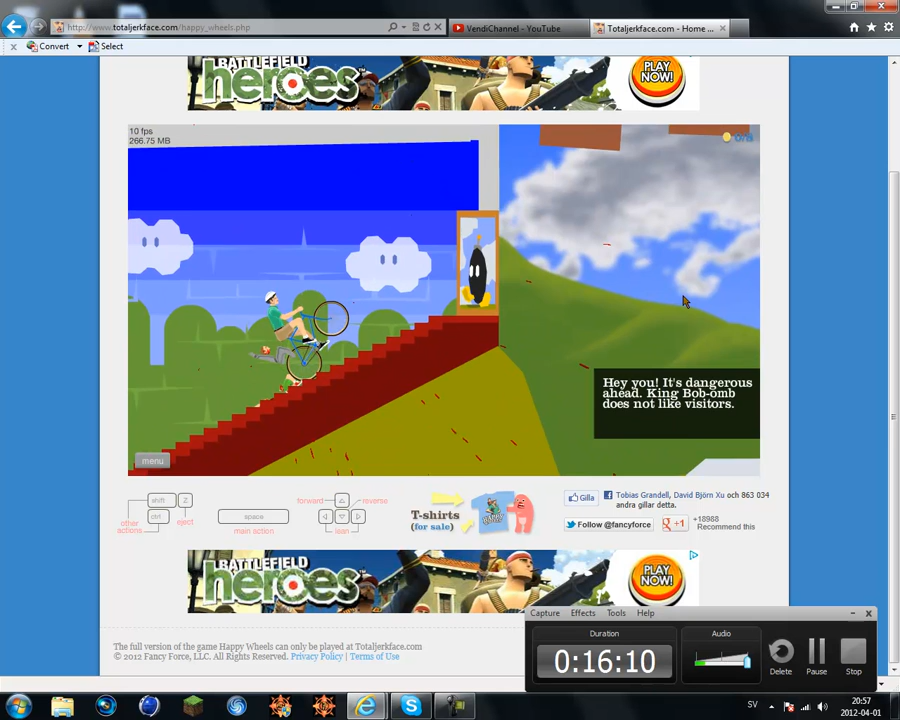 http://www.totaljerkface.com/happy_wheels.php
VendiChannel - YouTube
Totaljerkface.com - Home ...
Convert
Select
BATTLEFIELD
heroes
PLAY
NOW!
10 fps
266.75 MB
Hey you! It's dangerous
ahead. King Bob-omb
does not like visitors.
menu
shift
Z
ctrl
other
actions
eject
space
main action
forward
reverse
lean
T-shirts
(for sale)
Gilla
Tobias Grandell, David Björn Xu och 863 034
andra gillar detta.
Follow @fancyforce
+1
+18988
Recommend this
BATTLEFIELD
heroes
PLAY
NOW!
The full version of the game Happy Wheels can only be played at Totaljerkface.com
© 2012 Fancy Force, LLC. All Rights Reserved. Privacy Policy | Terms of Use
Capture
Effects
Tools
Help
Duration
0:16:10
Audio
Delete
Pause
Stop
SV
20:57
2012-04-01